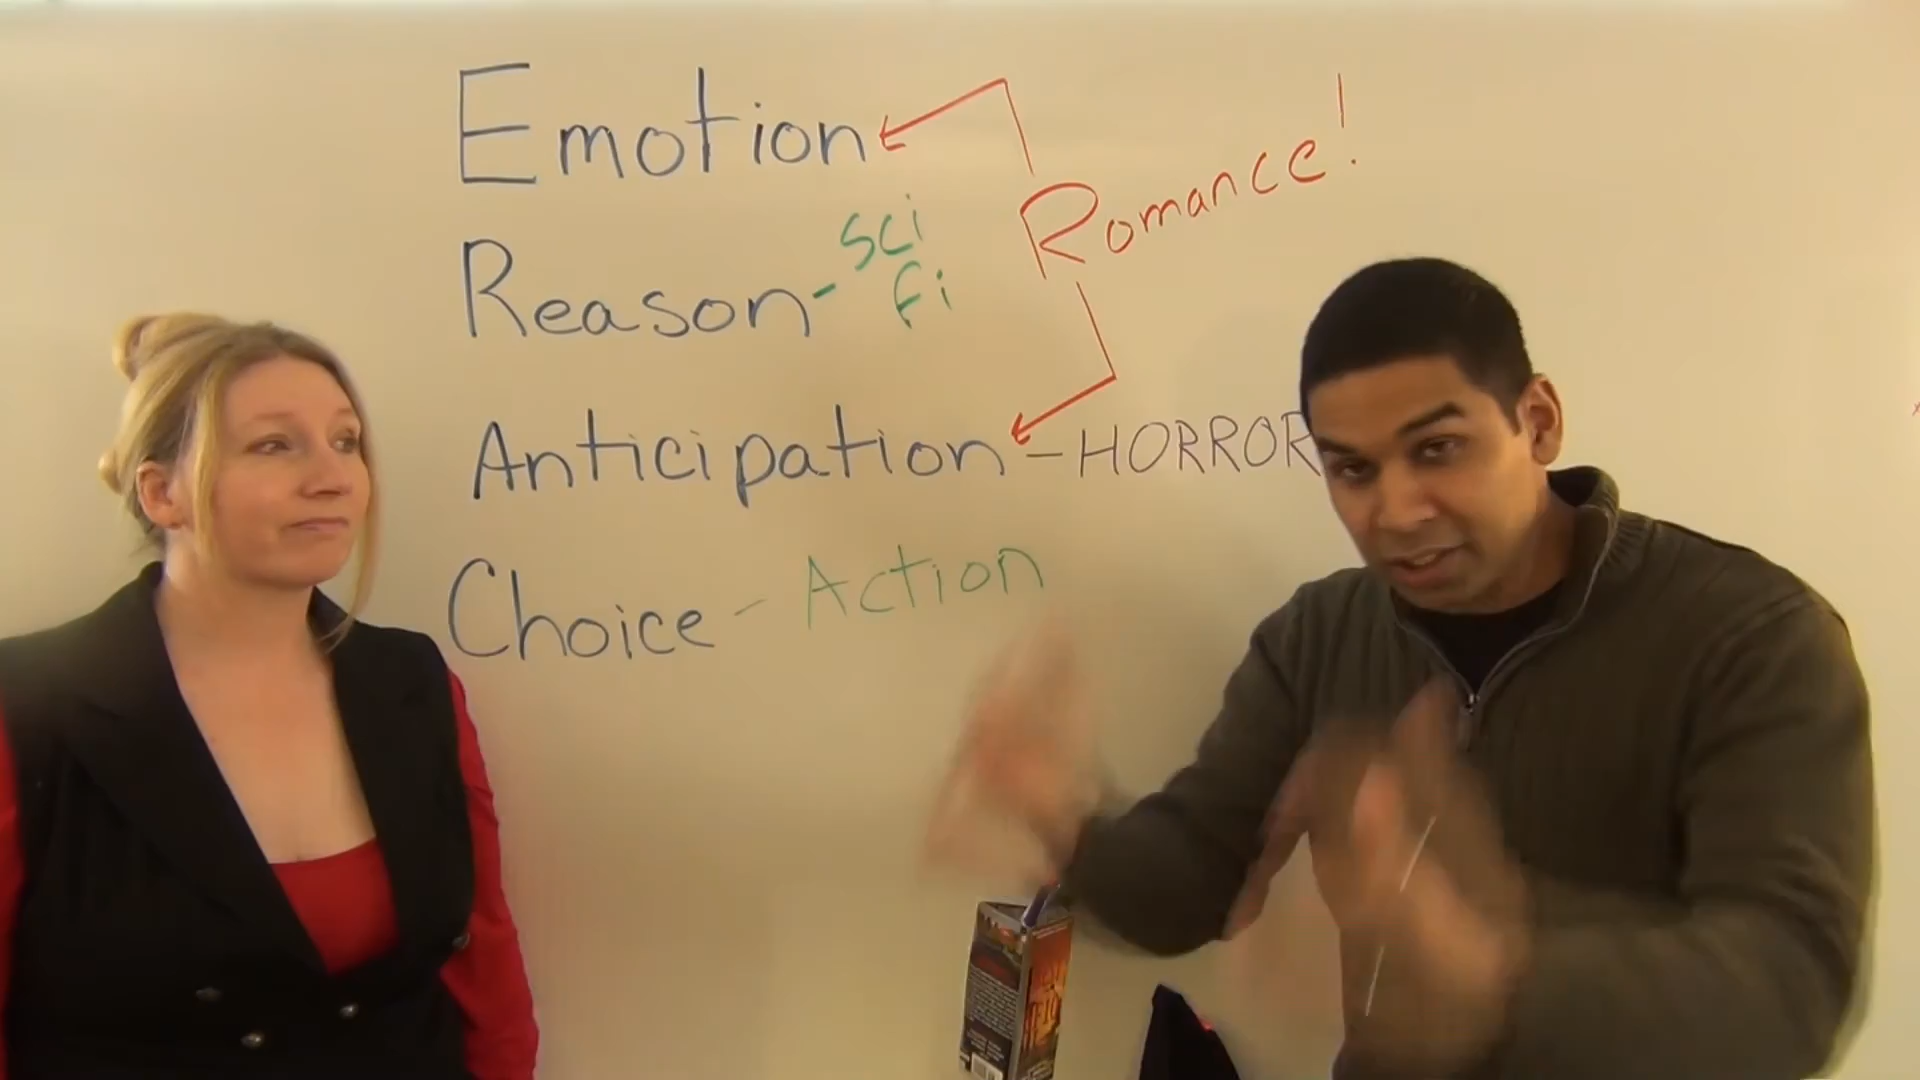 Emotion
Romance!
Reason - Sci Fi
Anticipation - HORROR
Choice - Action